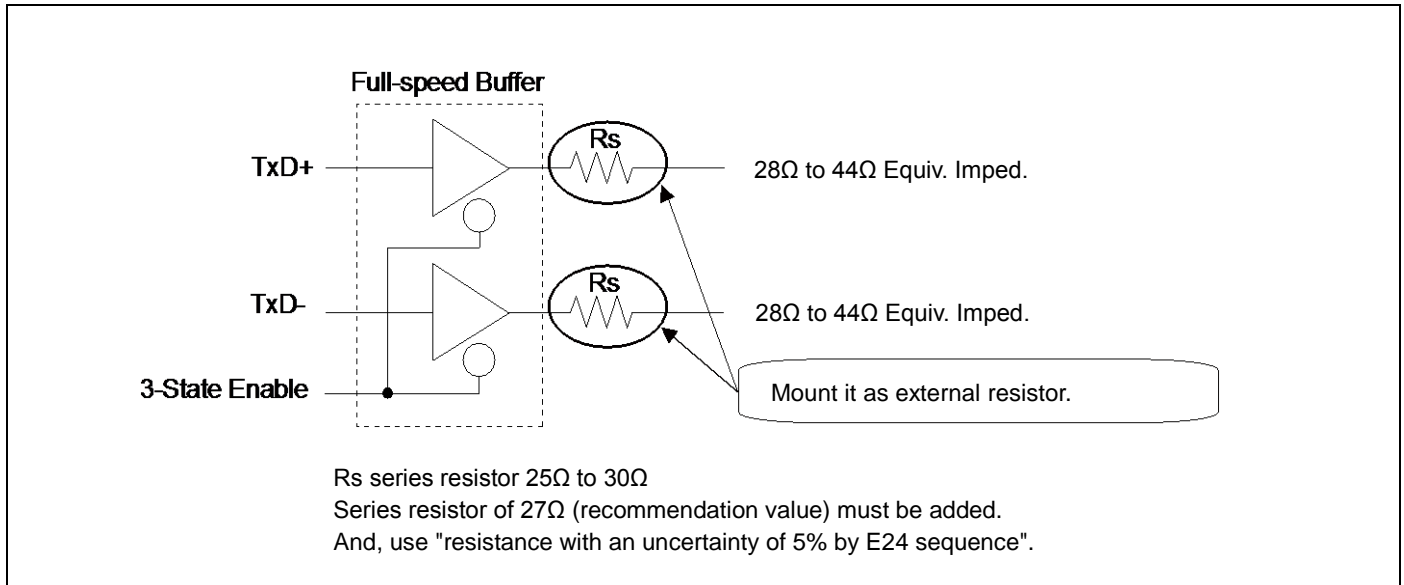 Full-speed Buffer
Rs
TxD+
28Ω to 44Ω Equiv. Imped.
Rs
TxD-
28Ω to 44Ω Equiv. Imped.
3-State Enable
Mount it as external resistor.
Rs series resistor 25Ω to 30Ω
Series resistor of 27Ω (recommendation value) must be added.
And, use "resistance with an uncertainty of 5% by E24 sequence".